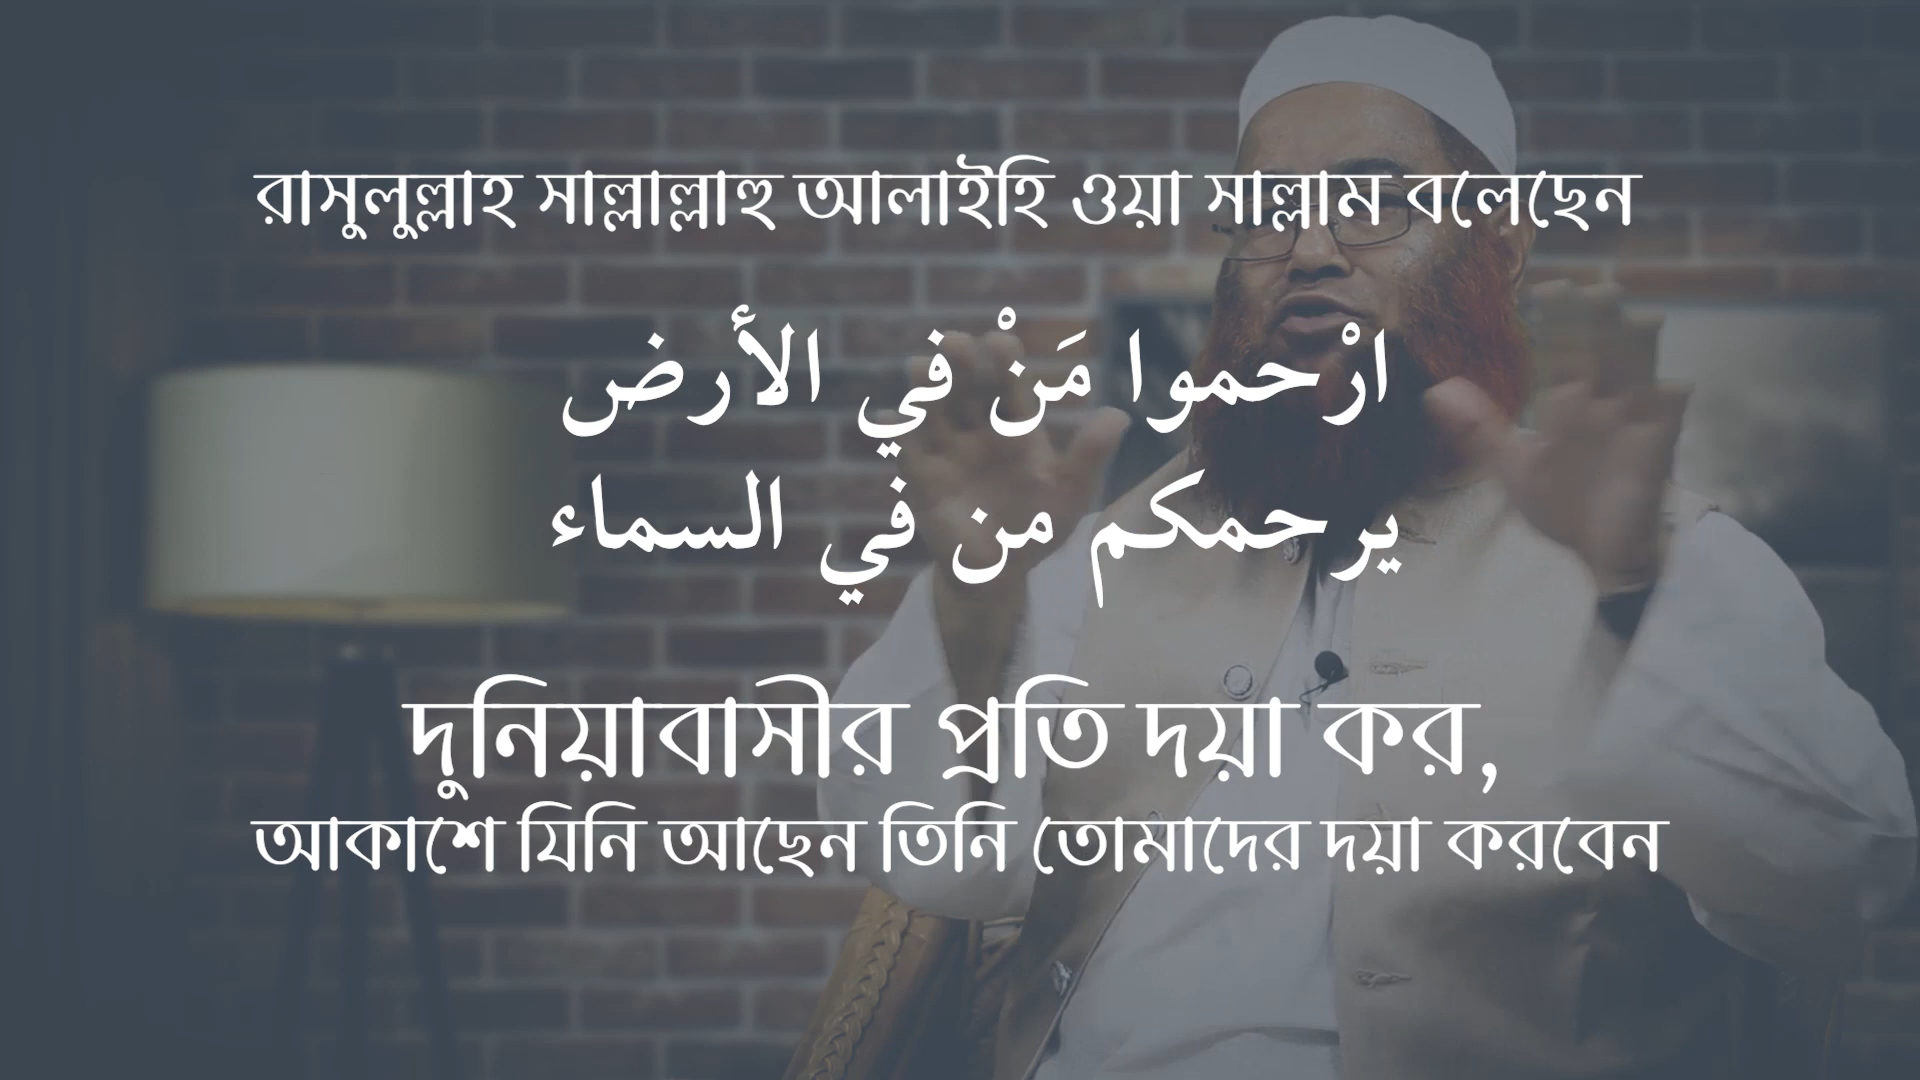 রাসুলুল্লাহ সাল্লাল্লাহু আলাইহি ওয়া সাল্লাম বলেছেন
ارْحموا مَنْ في الأرض
يرحمكم من في السماء
দুনিয়াবাসীর প্রতি দয়া কর,
আকাশে যিনি আছেন তিনি তোমাদের দয়া করবেন